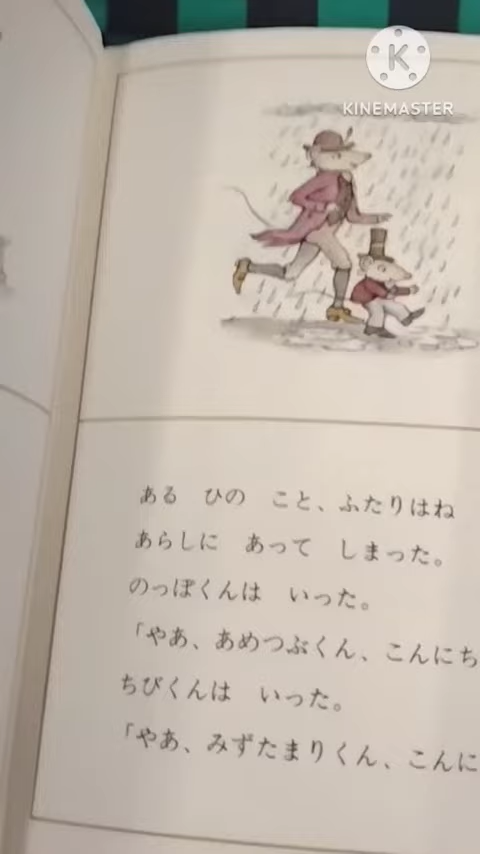 K
KINEMASTER
ある ひの こと、ふたりはね
あらしに あって しまった。
のっぽくんは いった。
「やあ、あめつぶくん、こんにち
ちびくんは いった。
「やあ、みずたまりくん、こんに